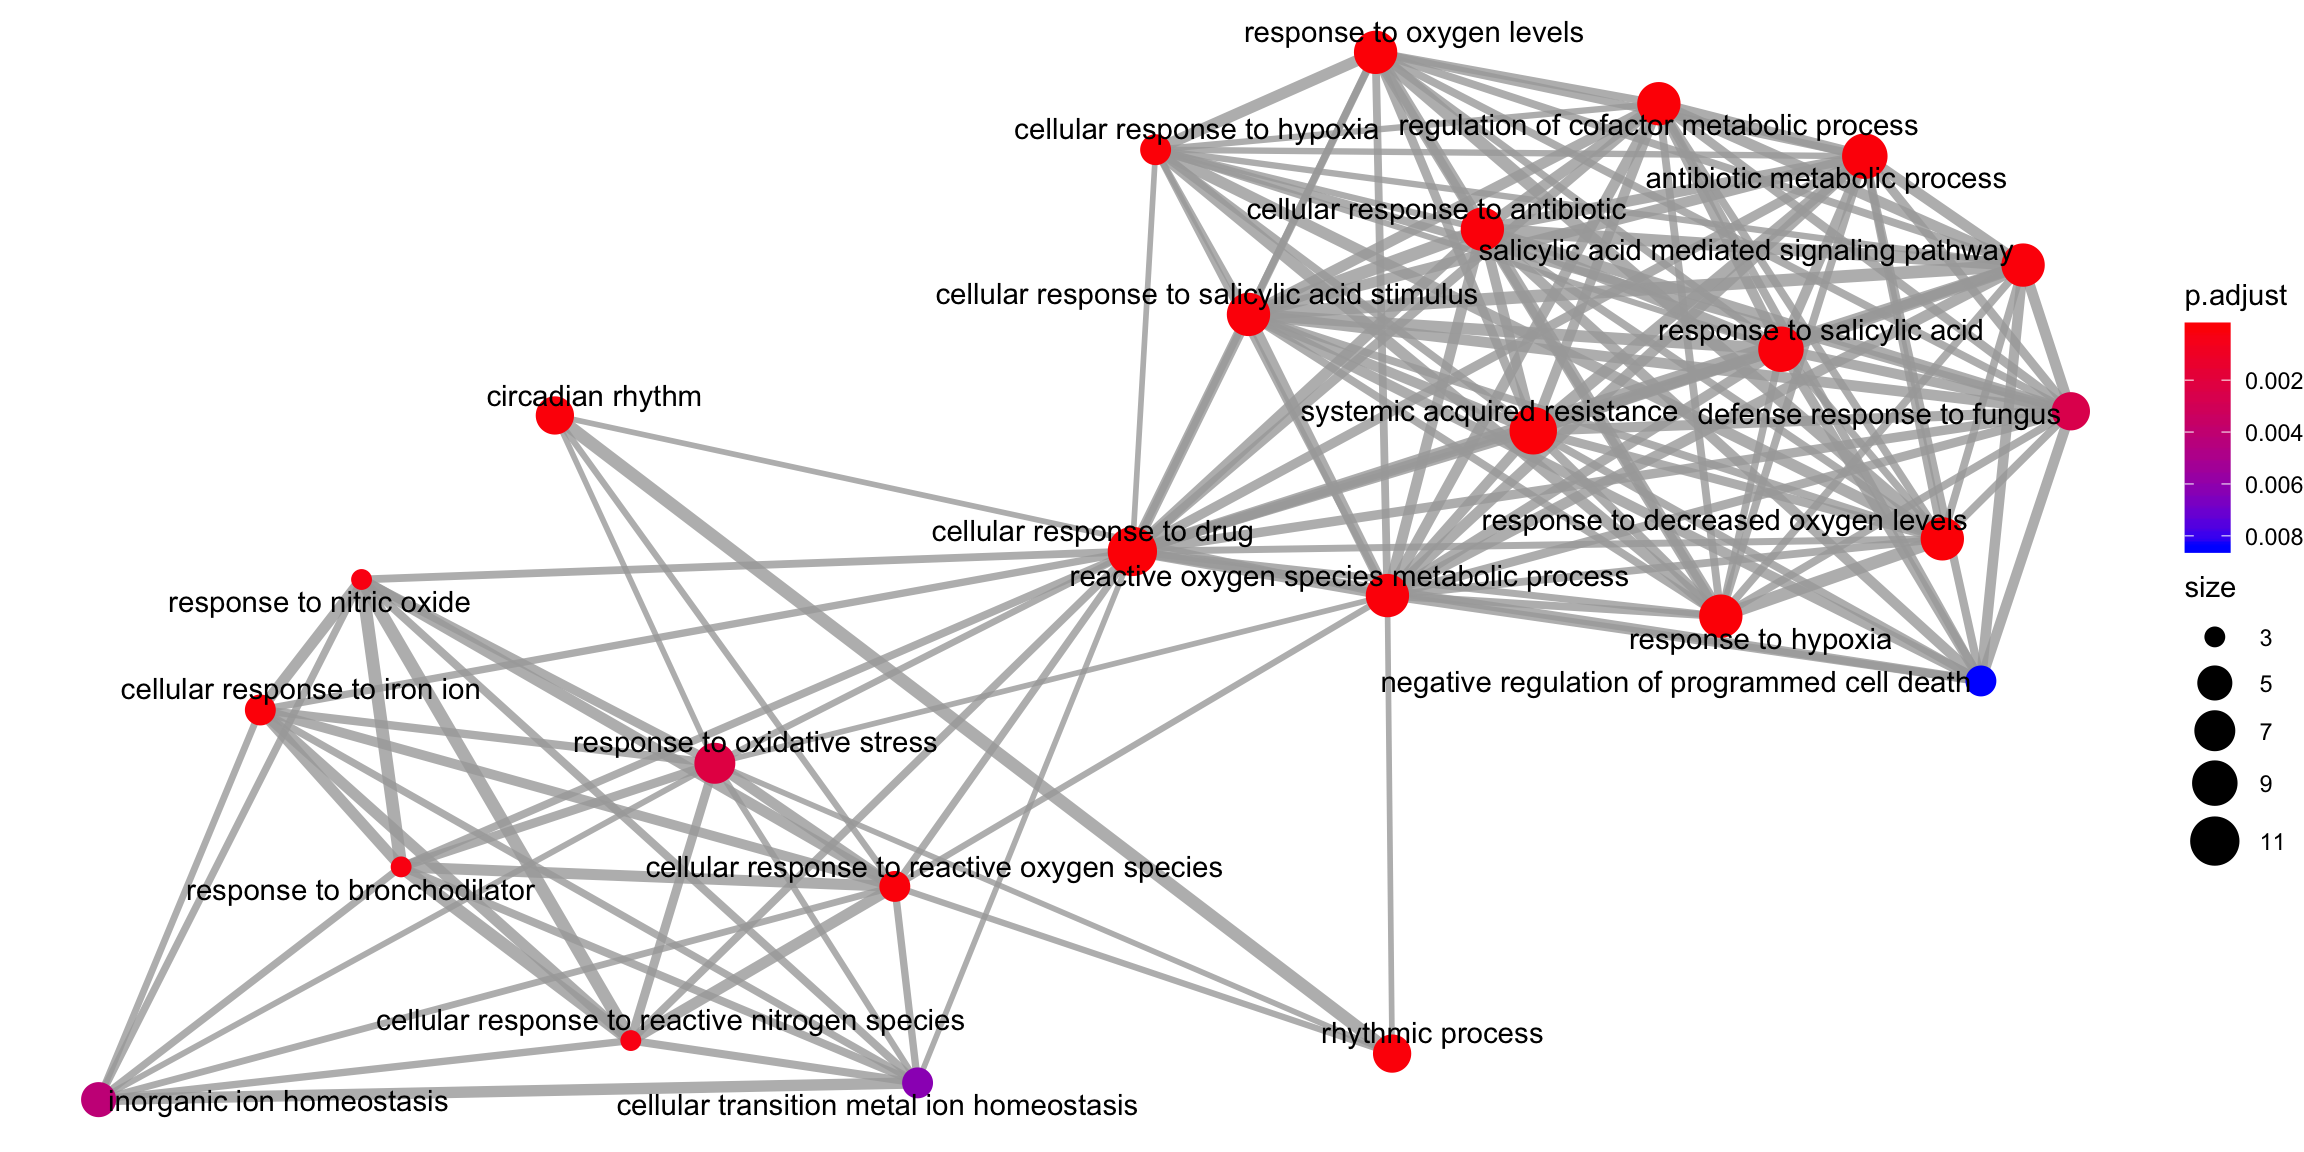 response to oxygen levels
cellular response to hypoxia
regulation of cofactor metabolic process
antibiotic metabolic process
cellular response to antibiotic
salicylic acid mediated signaling pathway
cellular response to salicylic acid stimulus
response to salicylic acid
circadian rhythm
systemic acquired resistance
defense response to fungus
response to decreased oxygen levels
cellular response to drug
reactive oxygen species metabolic process
response to nitric oxide
response to hypoxia
negative regulation of programmed cell death
cellular response to iron ion
response to oxidative stress
cellular response to reactive oxygen species
response to bronchodilator
cellular response to reactive nitrogen species
rhythmic process
inorganic ion homeostasis
cellular transition metal ion homeostasis
p.adjust
0.002
0.004
0.006
0.008
size
3
5
7
9
11